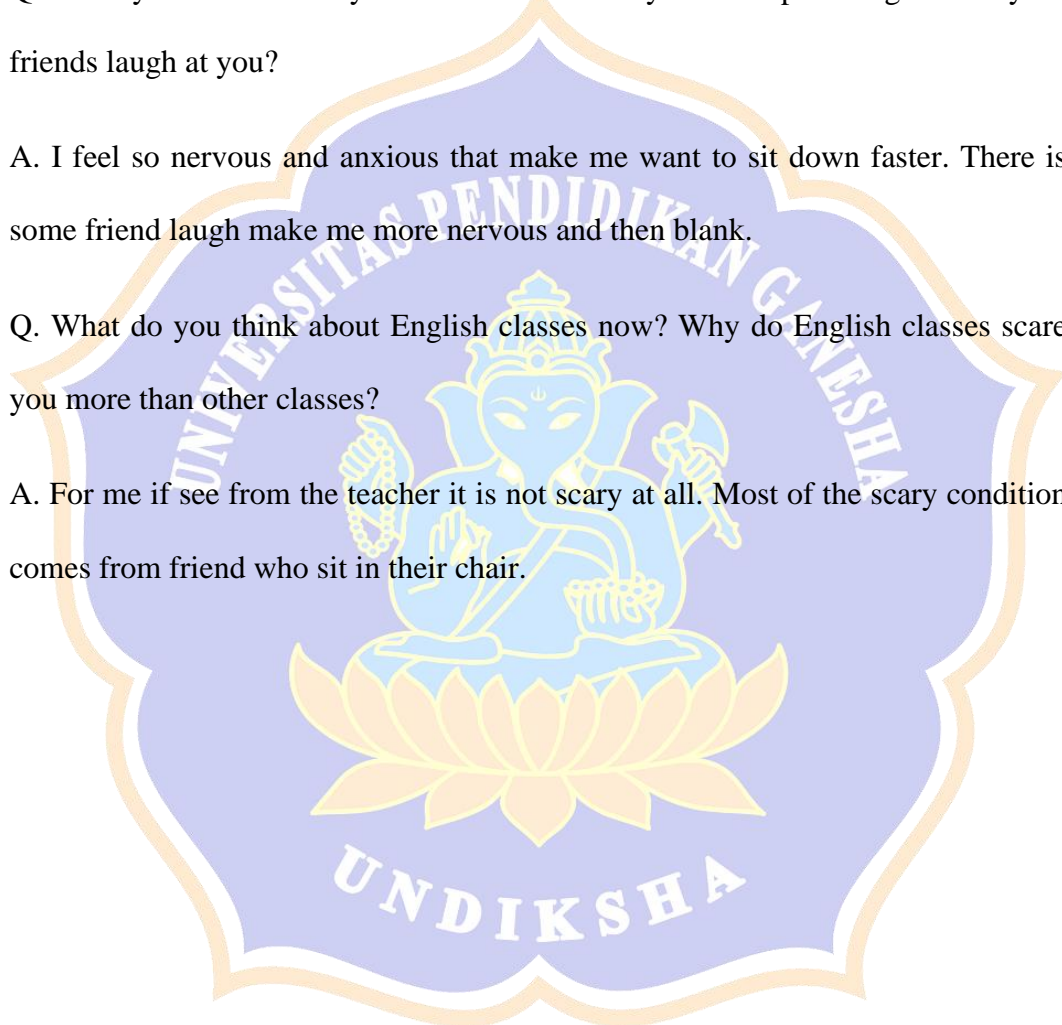 friends laugh at you?
A. I feel so nervous and anxious that make me want to sit down faster. There is
some friend laugh make me more nervous and then blank.
Q. What do you think about English classes now? Why do English classes scare
you more than other classes?
A. For me if see from the teacher it is not scary at all. Most of the scary condition
comes from friend who sit in their chair.
UNIVERSITAS PENDIDIKAN GANESHA
UNDIKSHA